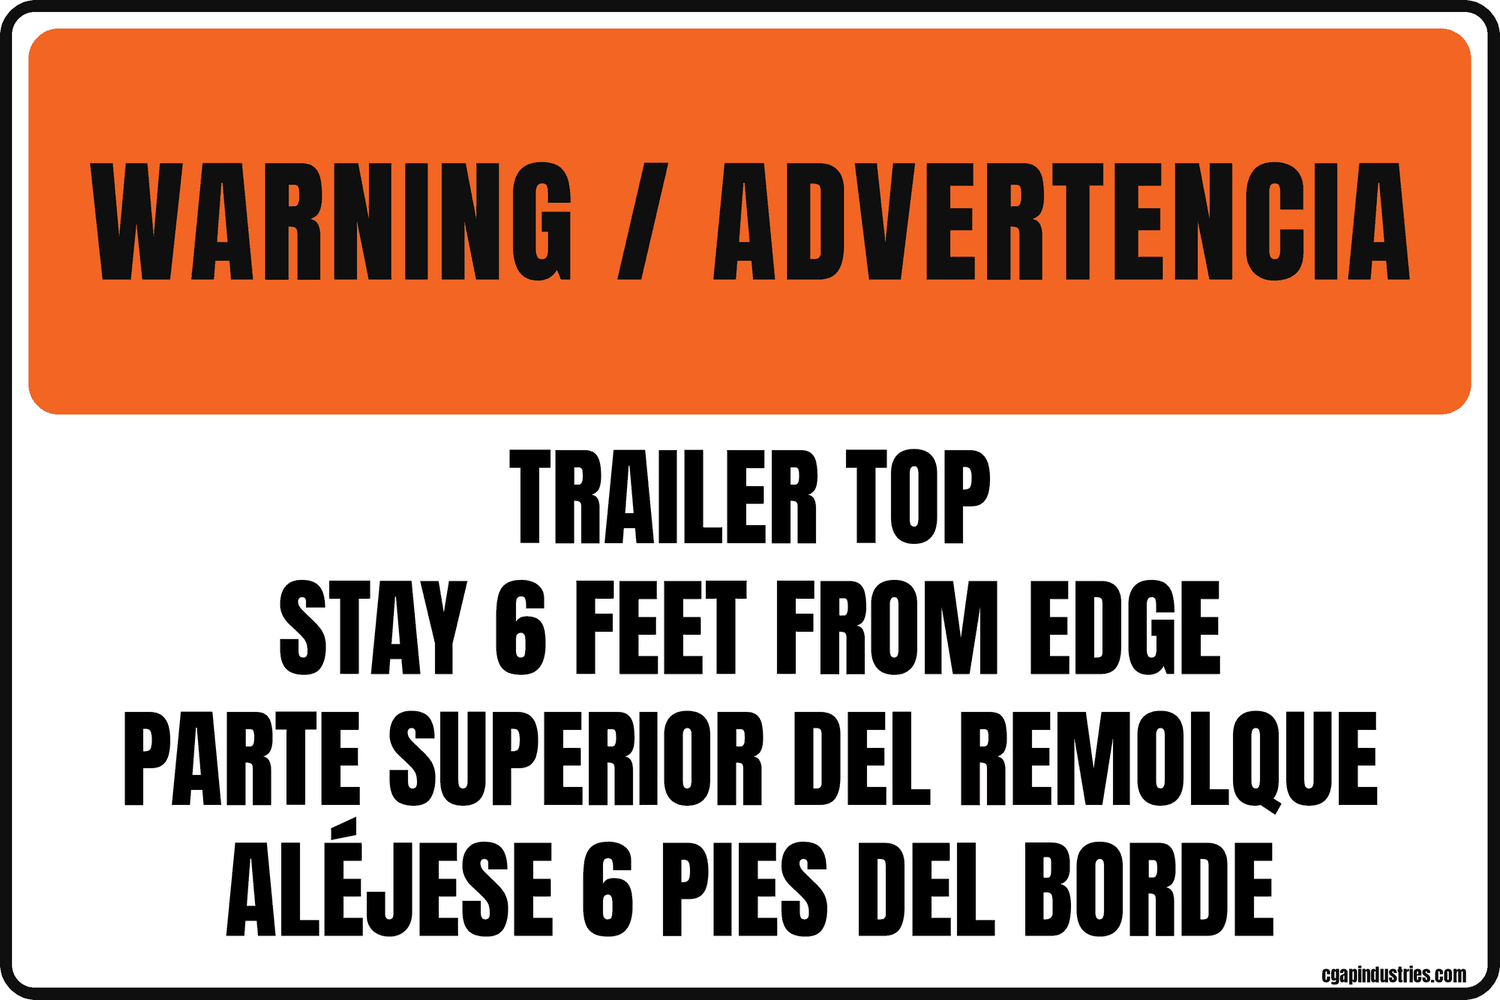 WARNING / ADVERTENCIA
TRAILER TOP
STAY 6 FEET FROM EDGE
PARTE SUPERIOR DEL REMOLQUE
ALÉJESE 6 PIES DEL BORDE
cgapindustries.com